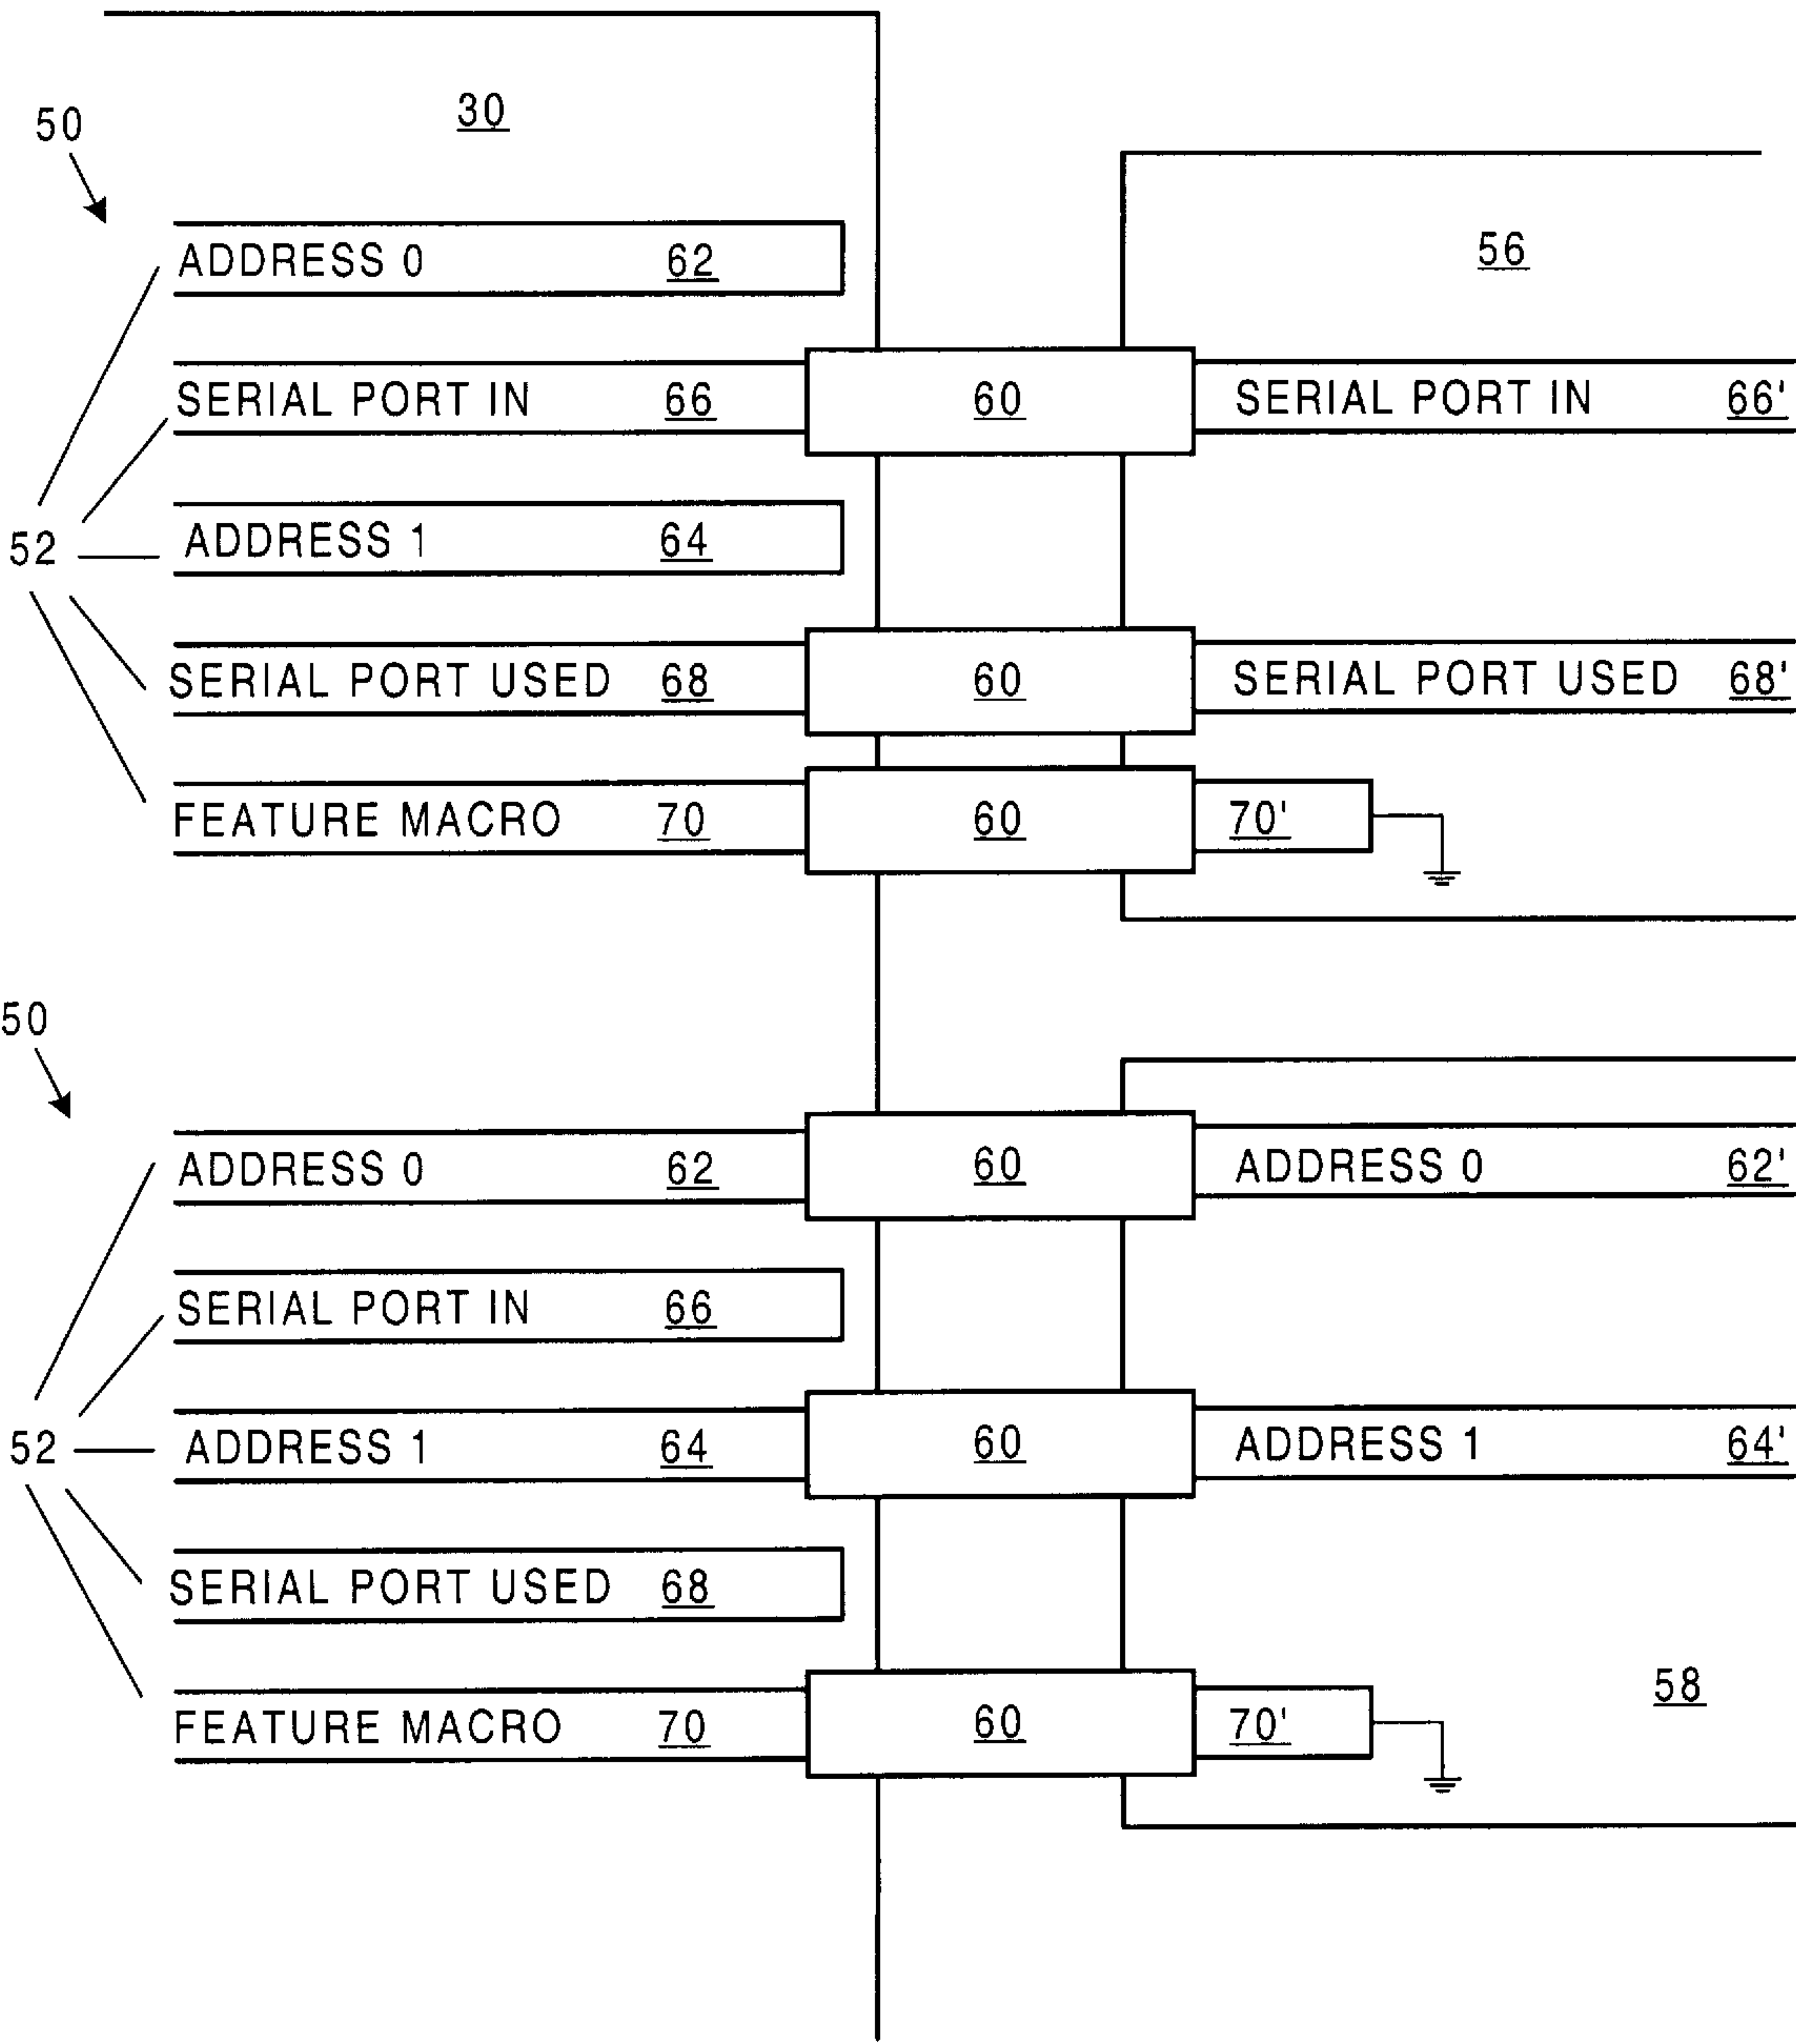 30
50
56
ADDRESS 0 62
SERIAL PORT IN 66 60 SERIAL PORT IN 66'
52 ADDRESS 1 64
SERIAL PORT USED 68 60 SERIAL PORT USED 68'
FEATURE MACRO 70 60 70'
50
ADDRESS 0 62 60 ADDRESS 0 62'
SERIAL PORT IN 66
52 ADDRESS 1 64 60 ADDRESS 1 64'
SERIAL PORT USED 68
58
FEATURE MACRO 70 60 70'